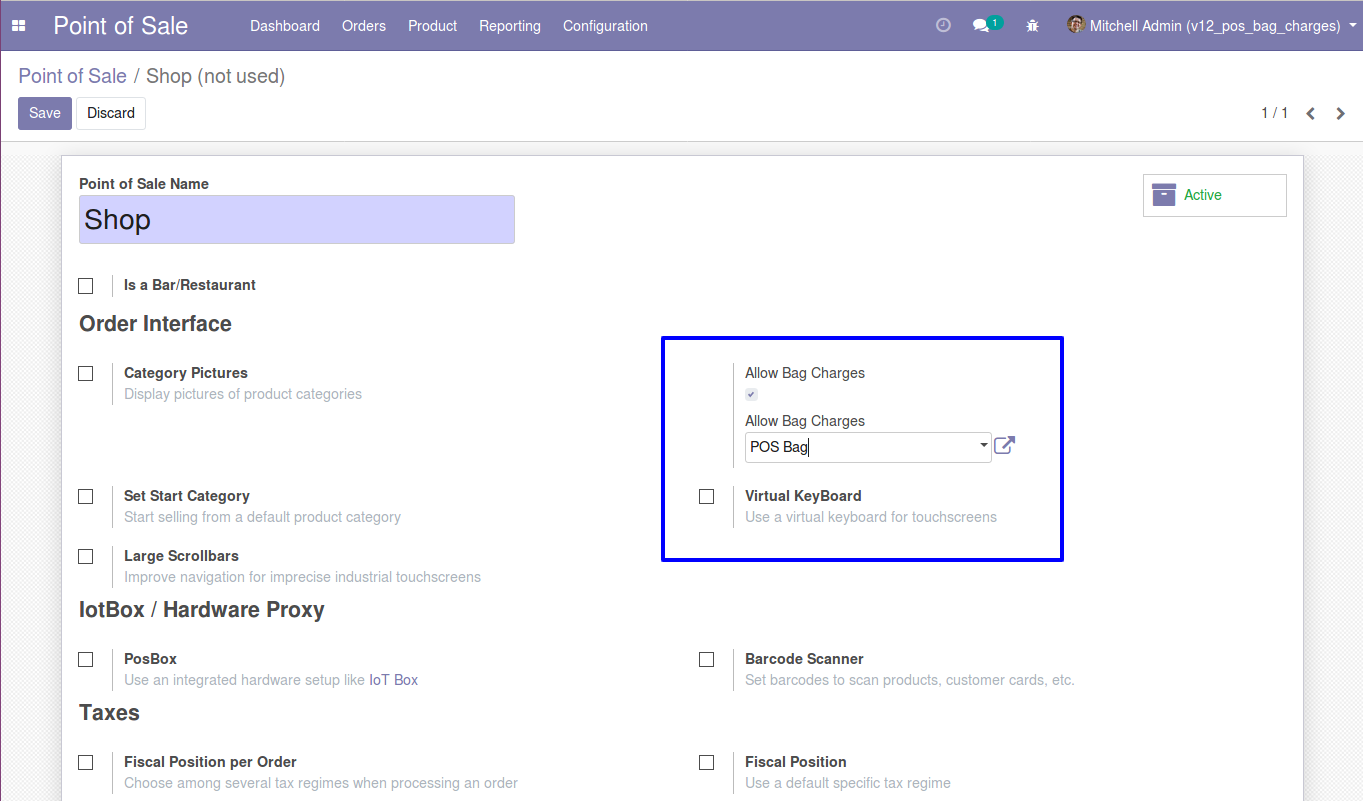 Point of Sale Dashboard Orders Product Reporting Configuration 1 Mitchell Admin (v12_pos_bag_charges)
Point of Sale / Shop (not used)
Save Discard 1 / 1
Point of Sale Name
Shop
Active
Is a Bar/Restaurant
Order Interface
Category Pictures
Display pictures of product categories
Allow Bag Charges
Allow Bag Charges
POS Bag
Set Start Category
Start selling from a default product category
Virtual KeyBoard
Use a virtual keyboard for touchscreens
Large Scrollbars
Improve navigation for imprecise industrial touchscreens
IotBox / Hardware Proxy
PosBox
Use an integrated hardware setup like IoT Box
Barcode Scanner
Set barcodes to scan products, customer cards, etc.
Taxes
Fiscal Position per Order
Choose among several tax regimes when processing an order
Fiscal Position
Use a default specific tax regime